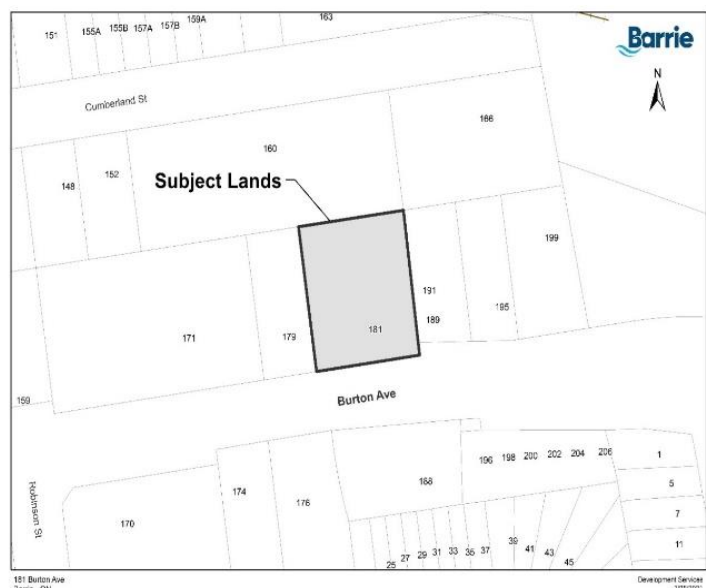 163
159A
157B
157A
155B
155A
151
Barrie
N
Cumberland St
166
160
152
148
Subject Lands
199
191
195
189
181
179
171
159
Burton Ave
Robinson St
196 198 200 202 204 206
1
5
7
11
174
176
188
170
25 27 29 31 33 35 37 39 41 43 45
181 Burton Ave
Development Services